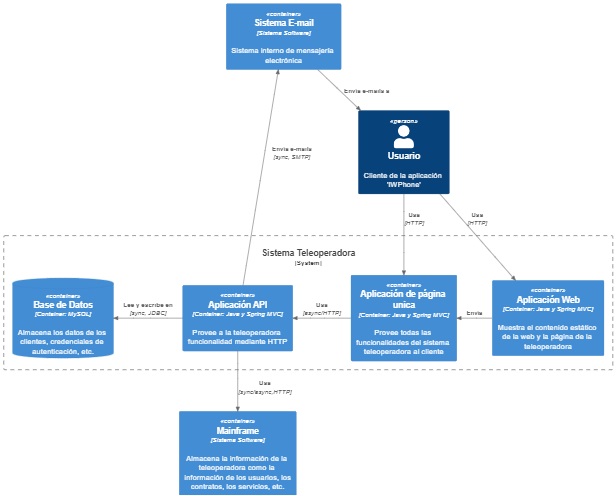 «container»
Sistema E-mail
[Sistema Software]
Sistema interno de mensajería
electrónica
Envia e-mails a
«person»
Usuario
Cliente de la aplicación
'IWPhone'
Envia e-mails
[sync, SMTP]
Usa
[HTTP]
Usa
[HTTP]
Sistema Teleoperadora
[System]
«container»
Base de Datos
[Container: MySQL]
Almacena los datos de los
clientes, credenciales de
autenticación, etc.
Lee y escribe en
[sync, JDBC]
«container»
Aplicación API
[Container: Java y Spring MVC]
Provee a la teleoperadora
funcionalidad mediante HTTP
Usa
[async/HTTP]
«container»
Aplicación de página
unica
[Container: Java y Spring MVC]
Provee todas las
funcionalidades del sistema
teleoperadora al cliente
Envia
«container»
Aplicación Web
[Container: Java y Spring MVC]
Muestra el contenido estático
de la web y la página de la
teleoperadora
Usa
[sync/async,HTTP]
«container»
Mainframe
[Sistema Software]
Almacena la información de la
teleoperadora como la
información de los usuarios, los
contratos, los servicios, etc.